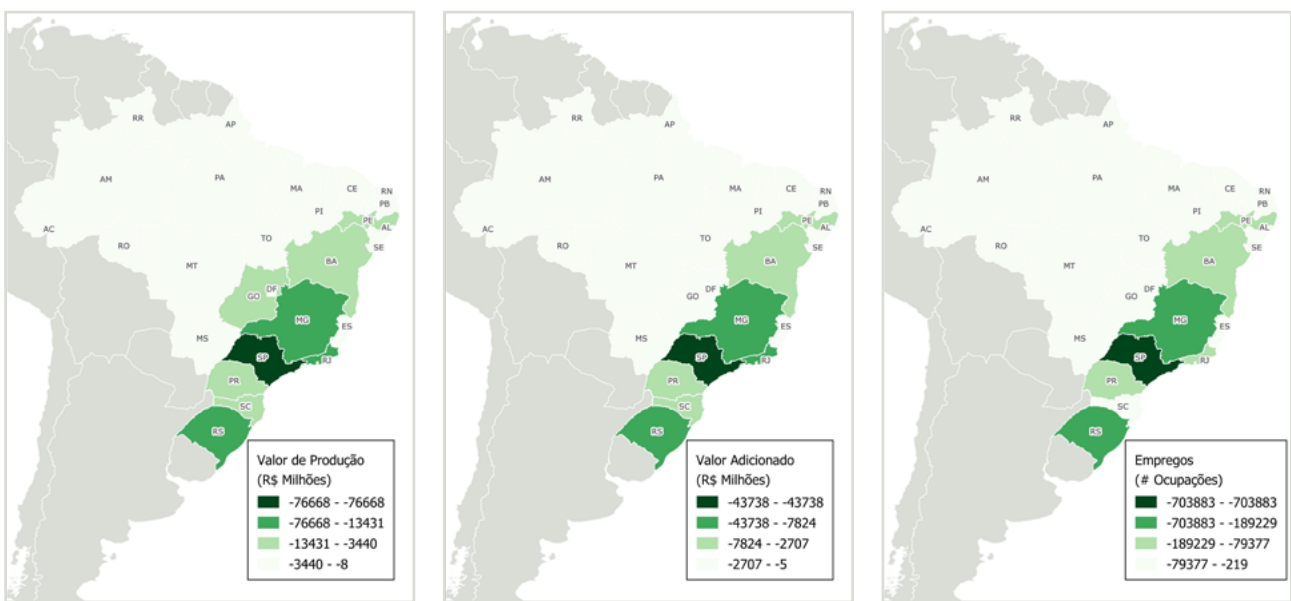 RR
AP
AM
PA
MA
CE
RN
PB
PI
PE
AL
AC
SE
TO
RO
BA
MT
DF
GO
MG
ES
MS
SP
RJ
PR
SC
RS
Valor de Produção
(R$ Milhões)
-76668 - -76668
-76668 - -13431
-13431 - -3440
-3440 - -8
RR
AP
AM
PA
MA
CE
RN
PB
PI
PE
AL
AC
SE
TO
RO
BA
MT
DF
GO
MG
ES
MS
SP
RJ
PR
SC
RS
Valor Adicionado
(R$ Milhões)
-43738 - -43738
-43738 - -7824
-7824 - -2707
-2707 - -5
RR
AP
AM
PA
MA
CE
RN
PB
PI
PE
AL
AC
SE
TO
RO
BA
MT
DF
GO
MG
ES
MS
SP
RJ
PR
SC
RS
Empregos
(# Ocupações)
-703883 - -703883
-703883 - -189229
-189229 - -79377
-79377 - -219